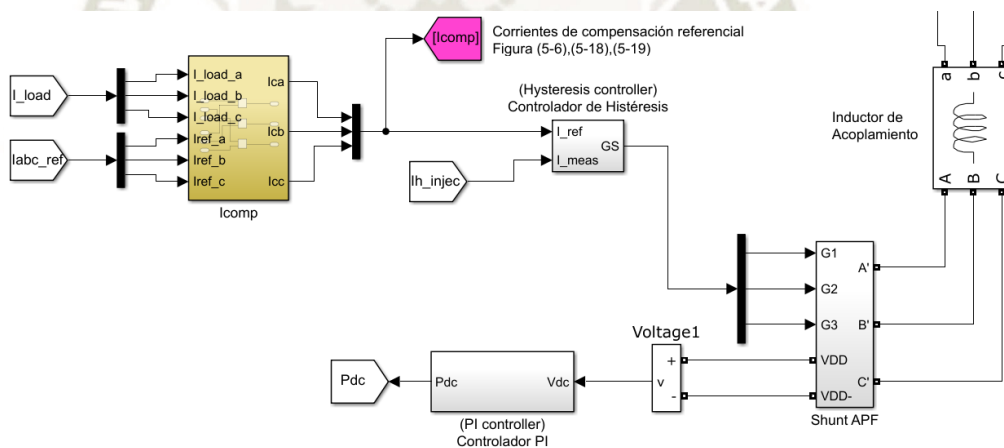 [Icomp]
Corrientes de compensación referencial
Figura (5-6),(5-18),(5-19)
I_load
Iabc_ref
I_load_a
I_load_b
I_load_c
Iref_a
Iref_b
Iref_c
Ica
Icb
Icc
Icomp
(Hysteresis controller)
Controlador de Histéresis
I_ref
I_meas
GS
Ih_injec
a
b
c
Inductor de
Acoplamiento
A
B
C
G1
G2
G3
VDD
VDD-
A'
B'
C'
Shunt APF
Voltage1
+
v
-
Pdc
Pdc
Vdc
(PI controller)
Controlador PI